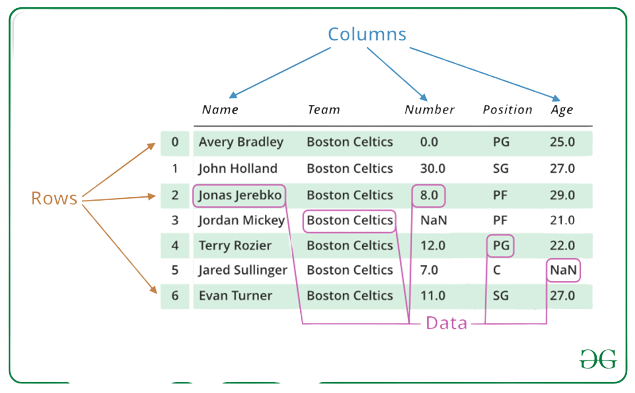 Columns
Name Team Number Position Age
0 Avery Bradley Boston Celtics 0.0 PG 25.0
1 John Holland Boston Celtics 30.0 SG 27.0
Rows
2 Jonas Jerebko Boston Celtics 8.0 PF 29.0
3 Jordan Mickey Boston Celtics NaN PF 21.0
4 Terry Rozier Boston Celtics 12.0 PG 22.0
5 Jared Sullinger Boston Celtics 7.0 C NaN
6 Evan Turner Boston Celtics 11.0 SG 27.0
Data